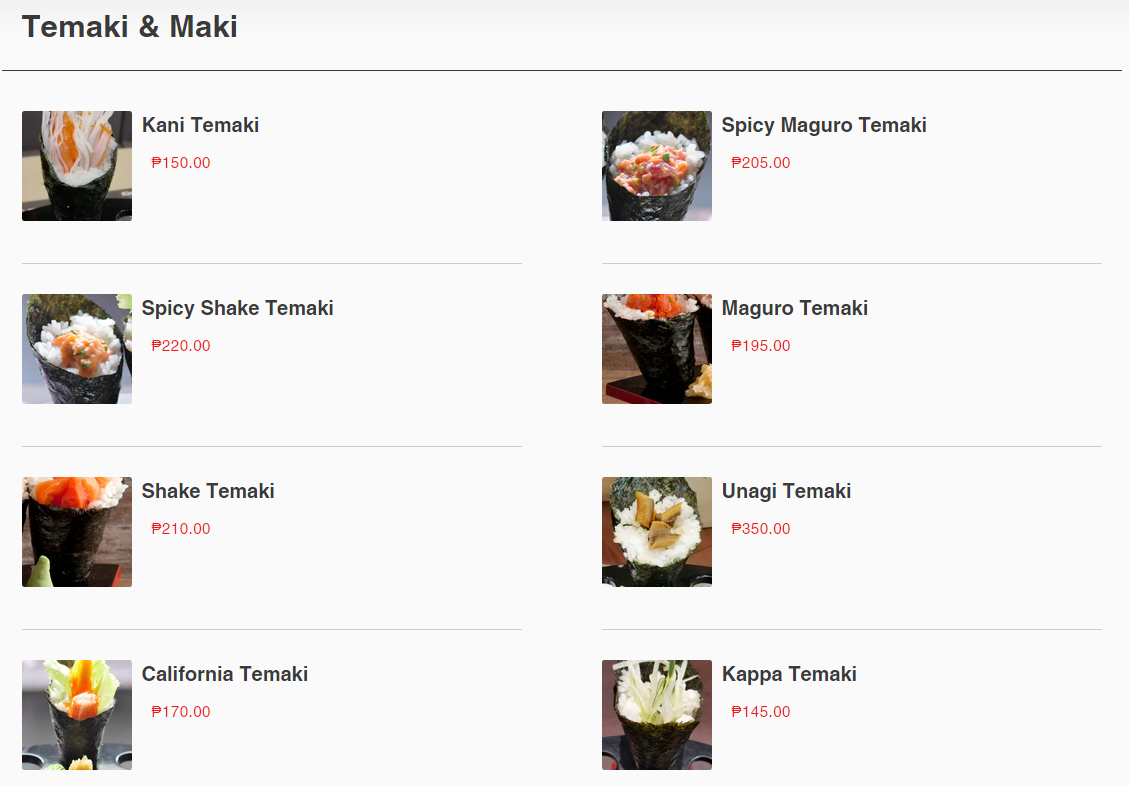 Temaki & Maki
Kani Temaki
₱150.00
Spicy Maguro Temaki
₱205.00
Spicy Shake Temaki
₱220.00
Maguro Temaki
₱195.00
Shake Temaki
₱210.00
Unagi Temaki
₱350.00
California Temaki
₱170.00
Kappa Temaki
₱145.00